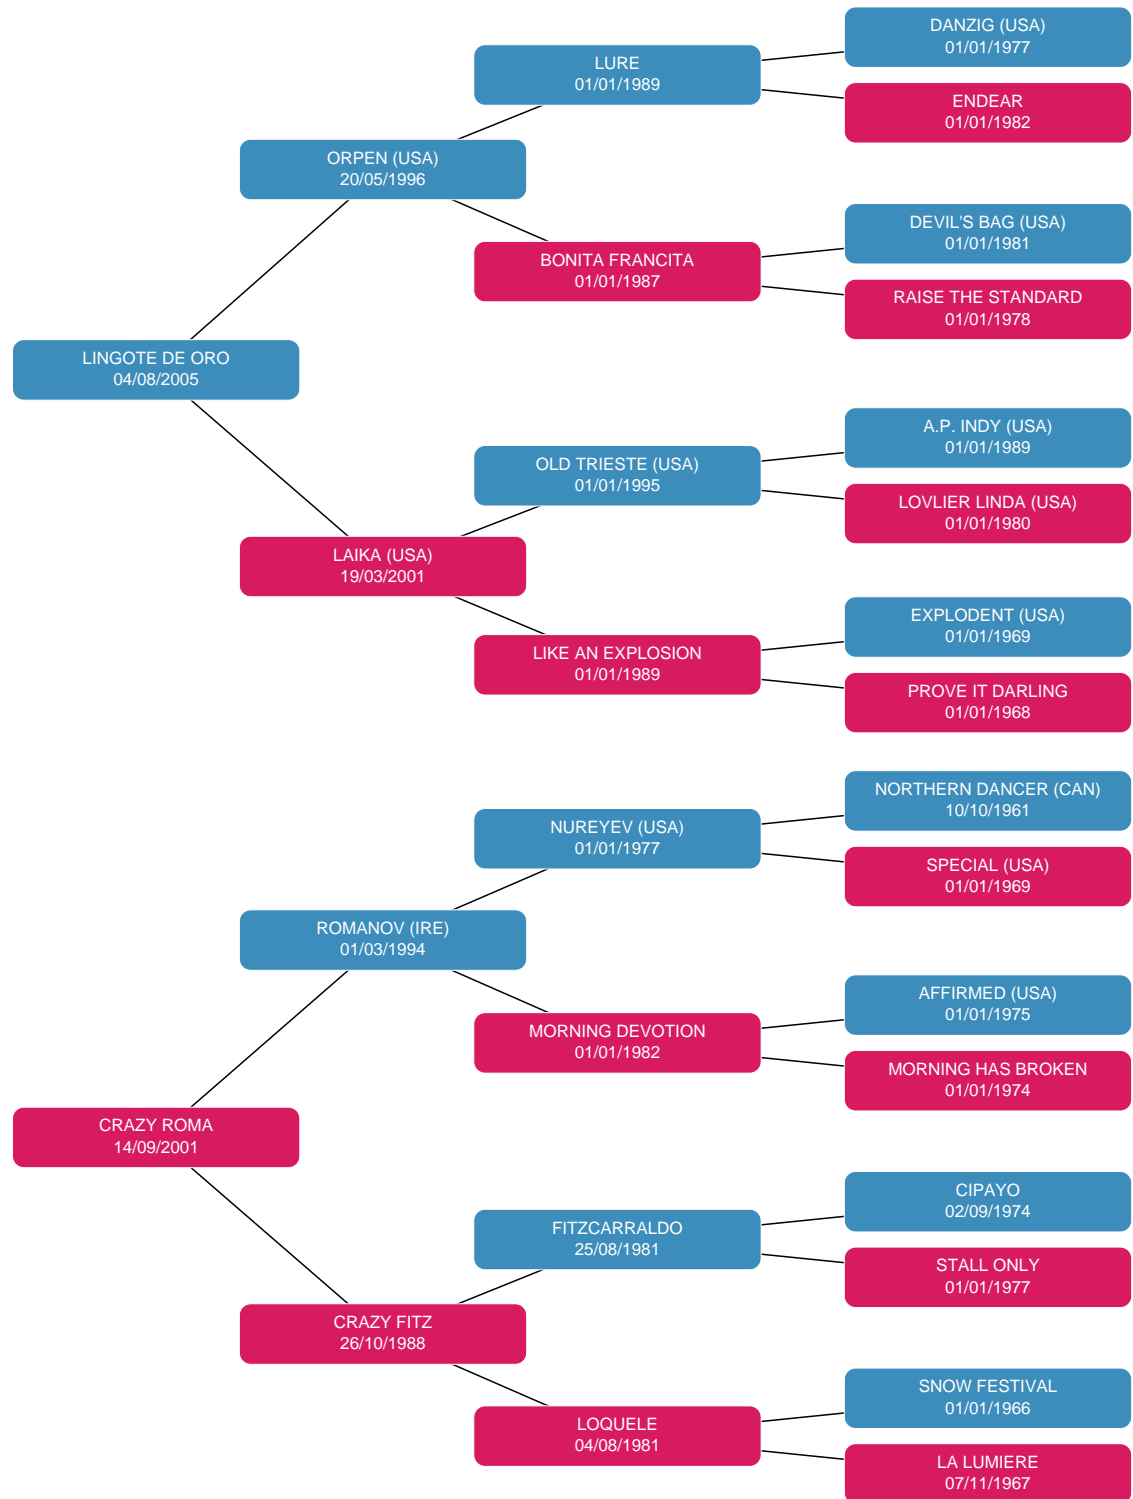 DANZIG (USA)
01/01/1977
LURE
01/01/1989
ENDEAR
01/01/1982
ORPEN (USA)
20/05/1996
DEVIL'S BAG (USA)
01/01/1981
BONITA FRANCITA
01/01/1987
RAISE THE STANDARD
01/01/1978
LINGOTE DE ORO
04/08/2005
A.P. INDY (USA)
01/01/1989
OLD TRIESTE (USA)
01/01/1995
LOVLIER LINDA (USA)
01/01/1980
LAIKA (USA)
19/03/2001
EXPLODENT (USA)
01/01/1969
LIKE AN EXPLOSION
01/01/1989
PROVE IT DARLING
01/01/1968
NORTHERN DANCER (CAN)
10/10/1961
NUREYEV (USA)
01/01/1977
SPECIAL (USA)
01/01/1969
ROMANOV (IRE)
01/03/1994
AFFIRMED (USA)
01/01/1975
MORNING DEVOTION
01/01/1982
MORNING HAS BROKEN
01/01/1974
CRAZY ROMA
14/09/2001
CIPAYO
02/09/1974
FITZCARRALDO
25/08/1981
STALL ONLY
01/01/1977
CRAZY FITZ
26/10/1988
SNOW FESTIVAL
01/01/1966
LOQUELE
04/08/1981
LA LUMIERE
07/11/1967